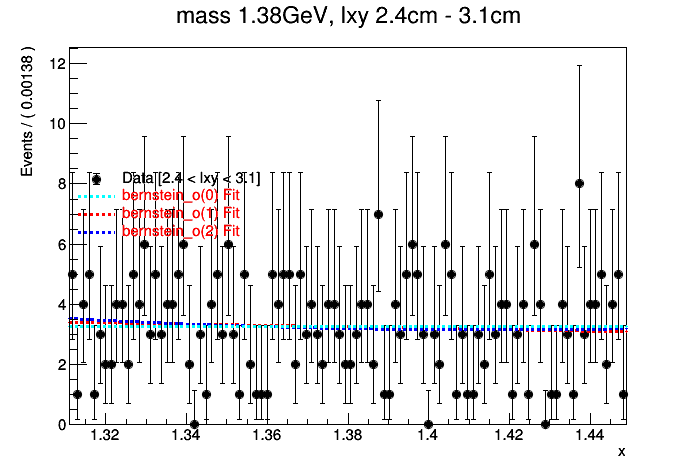 mass 1.38GeV, lxy 2.4cm - 3.1cm
Events / ( 0.00138 )
12
10
8
6
4
2
0
Data [2.4 < lxy < 3.1]
bernstein_o(0) Fit
bernstein_o(1) Fit
bernstein_o(2) Fit
1.32 1.34 1.36 1.38 1.4 1.42 1.44
x